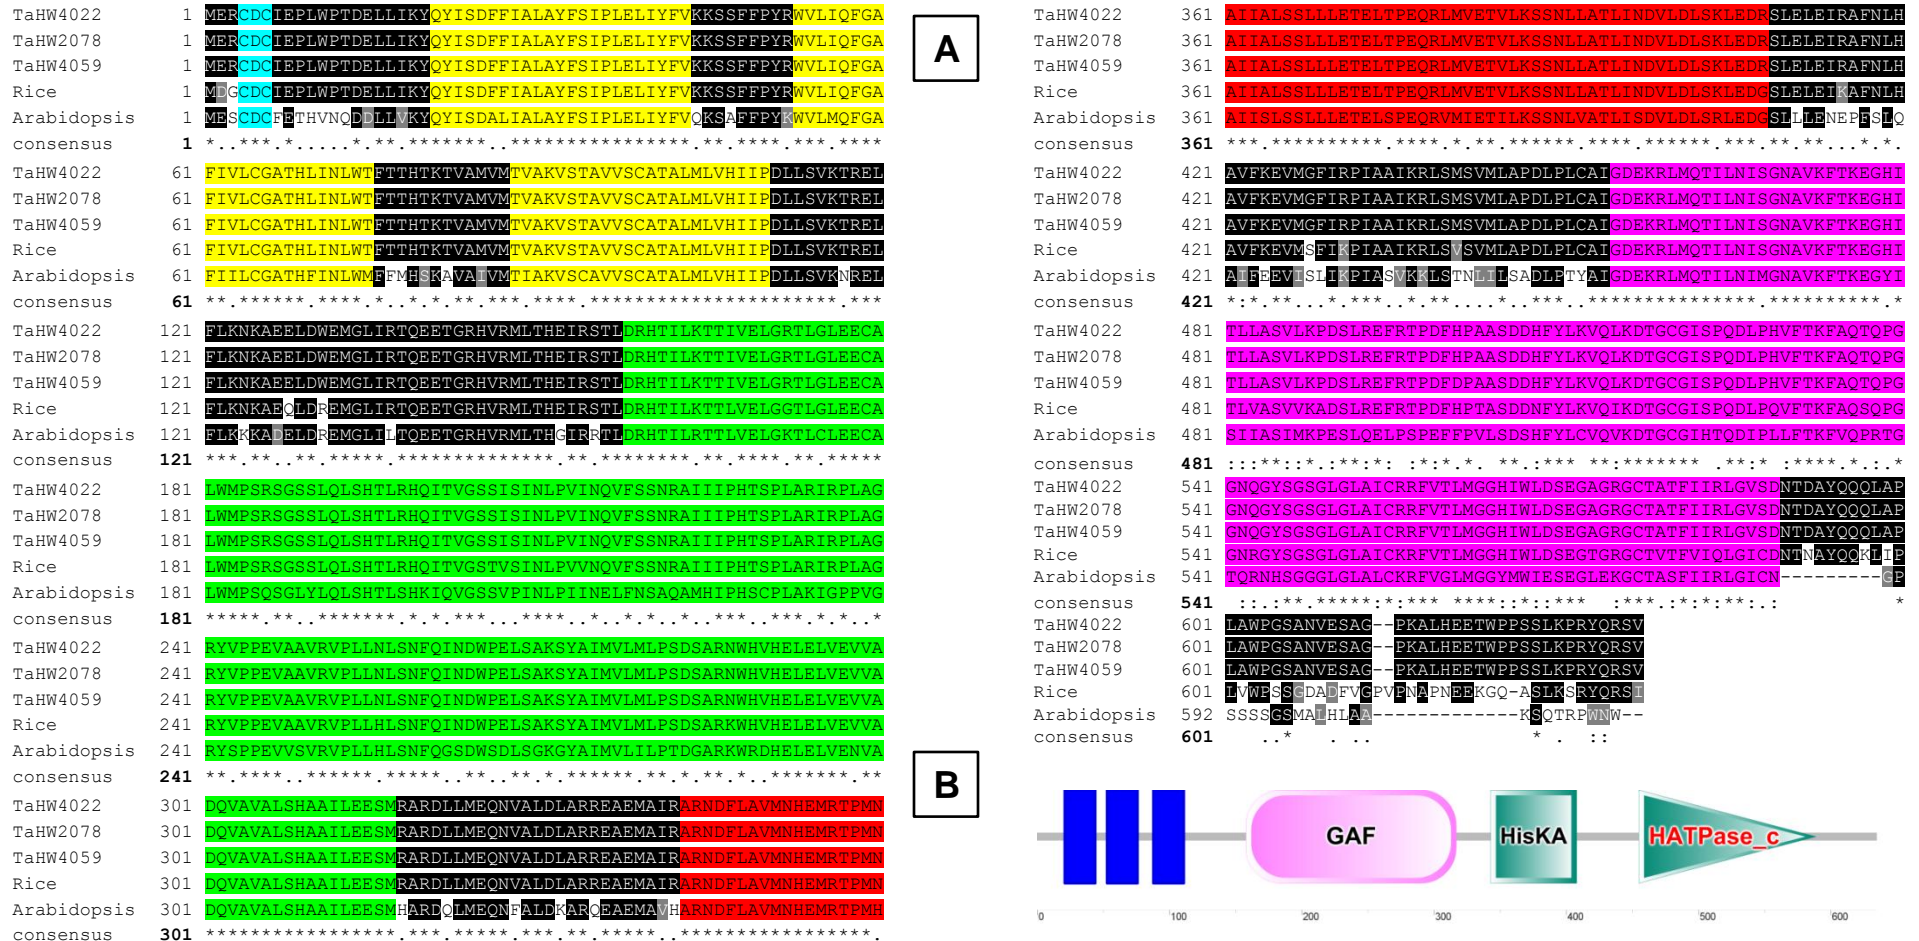 A
TaHW4022 1 MERCDCIEPLWPTDELLIKYQYISDFFIALAYFSIPLELIYFVKKSSFFPYRWVLIQFGA
TaHW2078 1 MERCDCIEPLWPTDELLIKYQYISDFFIALAYFSIPLELIYFVKKSSFFPYRWVLIQFGA
TaHW4059 1 MERCDCIEPLWPTDELLIKYQYISDFFIALAYFSIPLELIYFVKKSSFFPYRWVLIQFGA
Rice 1 MDGCDCIEPLWPTDELLIKYQYISDFFIALAYFSIPLELIYFVKKSSFFPYRWVLIQFGA
Arabidopsis 1 MESCDCFETHVNQDDLLVKYQYISDALIALAYFSIPLELIYFVQKSAFFPYKWVLMQFGA
consensus 1 *..***.*.....*..**.*******..****************.**.****.***.****
TaHW4022 61 FIVLCGATHLINLWTFTTHTKTVAMVMTVAKVSTAVVSCATALMLVHIIPDLLSVKTREL
TaHW2078 61 FIVLCGATHLINLWTFTTHTKTVAMVMTVAKVSTAVVSCATALMLVHIIPDLLSVKTREL
TaHW4059 61 FIVLCGATHLINLWTFTTHTKTVAMVMTVAKVSTAVVSCATALMLVHIIPDLLSVKTREL
Rice 61 FIVLCGATHLINLWTFTTHTKTVAMVMTVAKVSTAVVSCATALMLVHIIPDLLSVKTREL
Arabidopsis 61 FIILCGATHFINLWMFFMHSKAVAIVMTIAKVSCAVVSCATALMLVHIIPDLLSVKNREL
consensus 61 **.******.****.*..*.*.**.***.****.**********************.***
TaHW4022 121 FLKNKAEELDWEMGLIRTQEETGRHVRMLTHEIRSTLDRHTILKTTIVELGRTLGLEECA
TaHW2078 121 FLKNKAEELDWEMGLIRTQEETGRHVRMLTHEIRSTLDRHTILKTTIVELGRTLGLEECA
TaHW4059 121 FLKNKAEELDWEMGLIRTQEETGRHVRMLTHEIRSTLDRHTILKTTIVELGRTLGLEECA
Rice 121 FLKNKAEQLDREMGLIRTQEETGRHVRMLTHEIRSTLDRHTILKTTLVELGGTLGLEECA
Arabidopsis 121 FLKKKADELDREMGLILTQEETGRHVRMLTHGIRRTLDRHTILRTTLVELGKTLCLEECA
consensus 121 ***.**..**.*****.**************.**.********.**.****.**.*****
TaHW4022 181 LWMPSRSGSSLQLSHTLRHQITVGSSISINLPVINQVFSSNRAIIIPHTSPLARIRPLAG
TaHW2078 181 LWMPSRSGSSLQLSHTLRHQITVGSSISINLPVINQVFSSNRAIIIPHTSPLARIRPLAG
TaHW4059 181 LWMPSRSGSSLQLSHTLRHQITVGSSISINLPVINQVFSSNRAIIIPHTSPLARIRPLAG
Rice 181 LWMPSRSGSSLQLSHTLRHQITVGSTVSINLPVVNQVFSSNRAIIIPHTSPLARIRPLAG
Arabidopsis 181 LWMPSQSGLYLQLSHTLSHKIQVGSSVPINLPIINELFNSAQAMHIPHSCPLAKIGPPVG
consensus 181 *****.**..*******.*.*.***...****..*..*.*..*..***..***.*.*..*
TaHW4022 241 RYVPPEVAAVRVPLLNLSNFQINDWPELSAKSYAIMVLMLPSDSARNWHVHELELVEVVA
TaHW2078 241 RYVPPEVAAVRVPLLNLSNFQINDWPELSAKSYAIMVLMLPSDSARNWHVHELELVEVVA
TaHW4059 241 RYVPPEVAAVRVPLLNLSNFQINDWPELSAKSYAIMVLMLPSDSARNWHVHELELVEVVA
Rice 241 RYVPPEVAAVRVPLLHLSNFQINDWPELSAKSYAIMVLMLPSDSARKWHVHELELVEVVA
Arabidopsis 241 RYSPPEVVSVRVPLLHLSNFQGSDWSDLSGKGYAIMVLILPTDGARKWRDHELELVENVA
consensus 241 **.****..******.*****..**..**.*.******.**.*.**.*..*******.**
TaHW4022 301 DQVAVALSHAAILEESMRARDLLMEQNVALDLARREAEMAIRARNDFLAVMNHEMRTPMN
TaHW2078 301 DQVAVALSHAAILEESMRARDLLMEQNVALDLARREAEMAIRARNDFLAVMNHEMRTPMN
TaHW4059 301 DQVAVALSHAAILEESMRARDLLMEQNVALDLARREAEMAIRARNDFLAVMNHEMRTPMN
Rice 301 DQVAVALSHAAILEESMRARDLLMEQNVALDLARREAEMAIRARNDFLAVMNHEMRTPMN
Arabidopsis 301 DQVAVALSHAAILEESMHARDQLMEQNFALDKARQEAEMAVHARNDFLAVMNHEMRTPMH
consensus 301 *****************.***.*****.***.**.*****..*****************.
TaHW4022 361 AIIALSSLLLETELTPEQRLMVETVLKSSNLLATLINDVLDLSKLEDRSLELEIRAFNLH
TaHW2078 361 AIIALSSLLLETELTPEQRLMVETVLKSSNLLATLINDVLDLSKLEDRSLELEIRAFNLH
TaHW4059 361 AIIALSSLLLETELTPEQRLMVETVLKSSNLLATLINDVLDLSKLEDRSLELEIRAFNLH
Rice 361 AIIALSSLLLETELTPEQRLMVETILKSSNLLATLINDVLDLSKLEDGSLELEIKAFNLH
Arabidopsis 361 AIISLSSLLLETELSPEQRVMIETILKSSNLVATLISDVLDLSRLEDGSLLLENEPFSLQ
consensus 361 ***.**********.****.*.**.******.****.******.***.**.**...*.*.
TaHW4022 421 AVFKEVMGFIRPIAAIKRLSMSVMLAPDLPLCAIGDEKRLMQTILNISGNAVKFTKEGHI
TaHW2078 421 AVFKEVMGFIRPIAAIKRLSMSVMLAPDLPLCAIGDEKRLMQTILNISGNAVKFTKEGHI
TaHW4059 421 AVFKEVMGFIRPIAAIKRLSMSVMLAPDLPLCAIGDEKRLMQTILNISGNAVKFTKEGHI
Rice 421 AVFKEVMSFIKPIAAIKRLSVSVMLAPDLPLCAIGDEKRLMQTILNISGNAVKFTKEGHI
Arabidopsis 421 AIFEEVISLIKPIASVKKLSTNLILSADLPTYAIGDEKRLMQTILNIMGNAVKFTKEGYI
consensus 421 *:.*.**...*.***..*.**....*..***..****************.**********.*
TaHW4022 481 TLLASVLKPDSLREFRTPDFHPAASDDHFYLKVQLKDTGCGISPQDLPHVFTKFAQTQPG
TaHW2078 481 TLLASVLKPDSLREFRTPDFHPAASDDHFYLKVQLKDTGCGISPQDLPHVFTKFAQTQPG
TaHW4059 481 TLLASVLKPDSLREFRTPDFDPAASDDHFYLKVQLKDTGCGISPQDLPHVFTKFAQTQPG
Rice 481 TLVASVVKADSLRDFRTPDFHPTASDDNFYLKVQIKDTGCGISPQDLPQVFTKFAQSQPG
Arabidopsis 481 SIIASIMKPESLQELPSPEFFPVLSDSHFYLCVQVKDTGCGIHTQDIPLLFTKFVQPRTG
consensus 481 :::**::*.:**:: :*:*.*. **.:*** **:******* .**:* :****.*.:.*
TaHW4022 541 GNQGYSGSGLGLAICRRFVTLMGGHIWLDSEGAGRGCTATFIIRLGVSDNTDAYQQQLAP
TaHW2078 541 GNQGYSGSGLGLAICRRFVTLMGGHIWLDSEGAGRGCTATFIIRLGVSDNTDAYQQQLAP
TaHW4059 541 GNQGYSGSGLGLAICRRFVTLMGGHIWLDSEGAGRGCTATFIIRLGVSDNTDAYQQQLAP
Rice 541 GNRGYSGSGLGLAICKRFVTLMGGHIWLDSEGTGRGCTVTFVIQLGICDNTNAYQQKLIP
Arabidopsis 541 TQRNHSGGGLGLALCKRFVGLMGGYMWIESEGLEKGCTASFIIRLGICN---------GP
consensus 541 ::.:**.*****:*:*** ****::*::*** :***.:*:*:**:.: *
TaHW4022 601 LAWPGSANVESAG--PKALHEETWPPSSLKPRYQRSV
TaHW2078 601 LAWPGSANVESAG--PKALHEETWPPSSLKPRYQRSV
TaHW4059 601 LAWPGSANVESAG--PKALHEETWPPSSLKPRYQRSV
Rice 601 LVWPSSGDADFVGPVPNAPNEEKGQ-ASLKSRYQRSI
Arabidopsis 592 SSSSGSMALHLAA-------------KSQTRPWNW--
consensus 601 ..* . .. * . ::
B
GAF HisKA HATPase_c
0 100 200 300 400 500 600